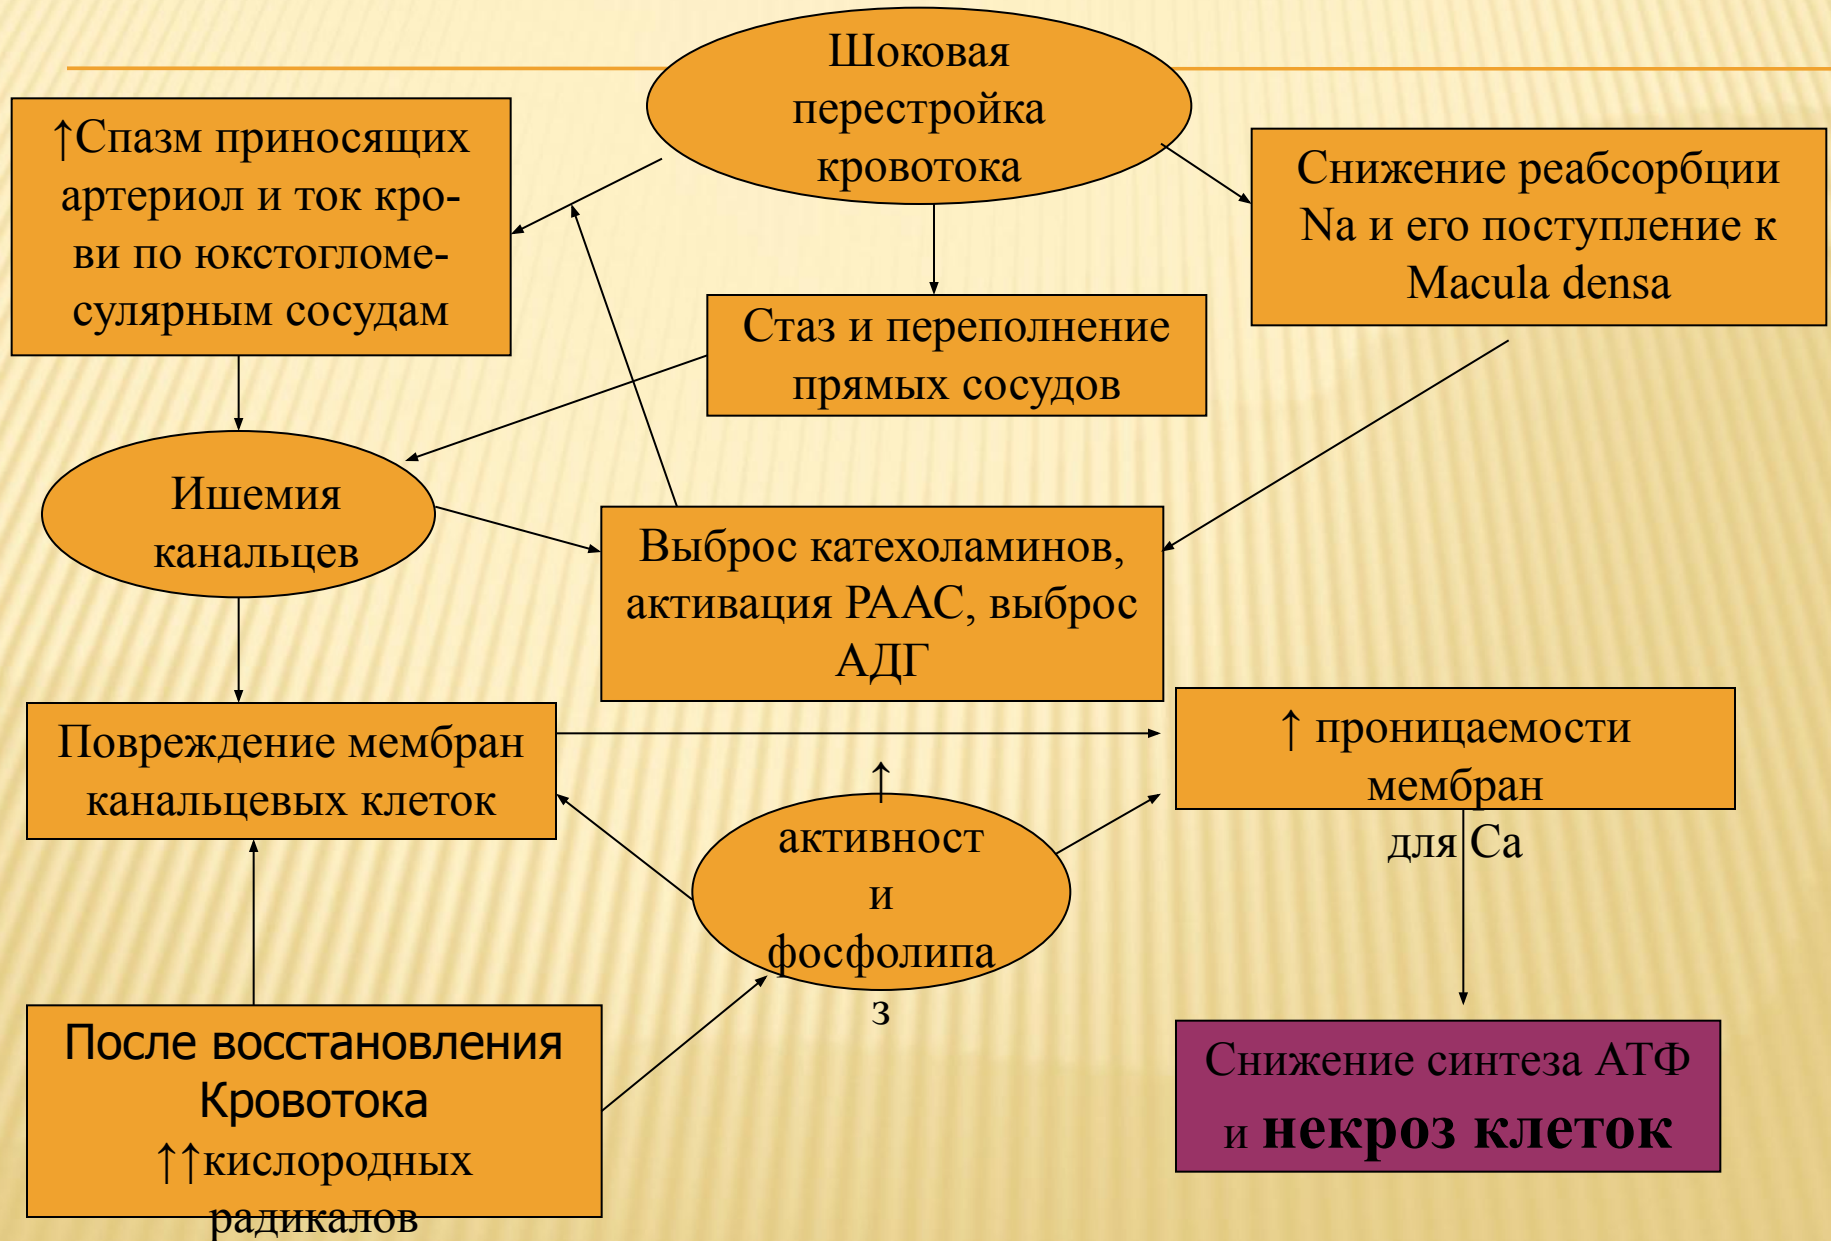 Шоковая
перестройка
кровотока
↑Спазм приносящих
артериол и ток кро-
ви по юкстогломе-
сулярным сосудам
Снижение реабсорбции
Na и его поступление к
Macula densa
Стаз и переполнение
прямых сосудов
Ишемия
канальцев
Выброс катехоламинов,
активация РААС, выброс
АДГ
Повреждение мембран
канальцевых клеток
↑ проницаемости
мембран
для Са
↑
активност
и
фосфолипа
з
После восстановления
Кровотока
↑↑кислородных
радикалов
Снижение синтеза АТФ
и некроз клеток